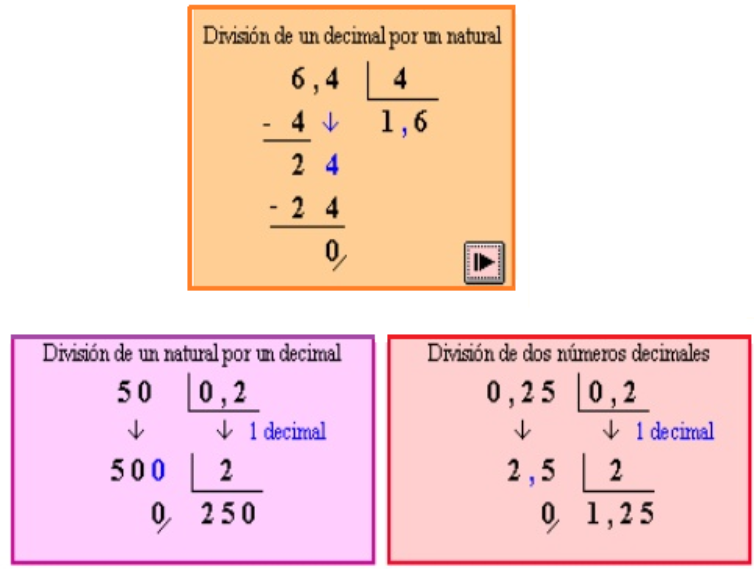 División de un decimal por un natural
6,4 4
- 4 ↓ 1,6
2 4
- 2 4
0
División de un natural por un decimal
50 0,2
↓ ↓ 1 decimal
500 2
0 250
División de dos números decimales
0,25 0,2
↓ ↓ 1 decimal
2,5 2
0 1,25